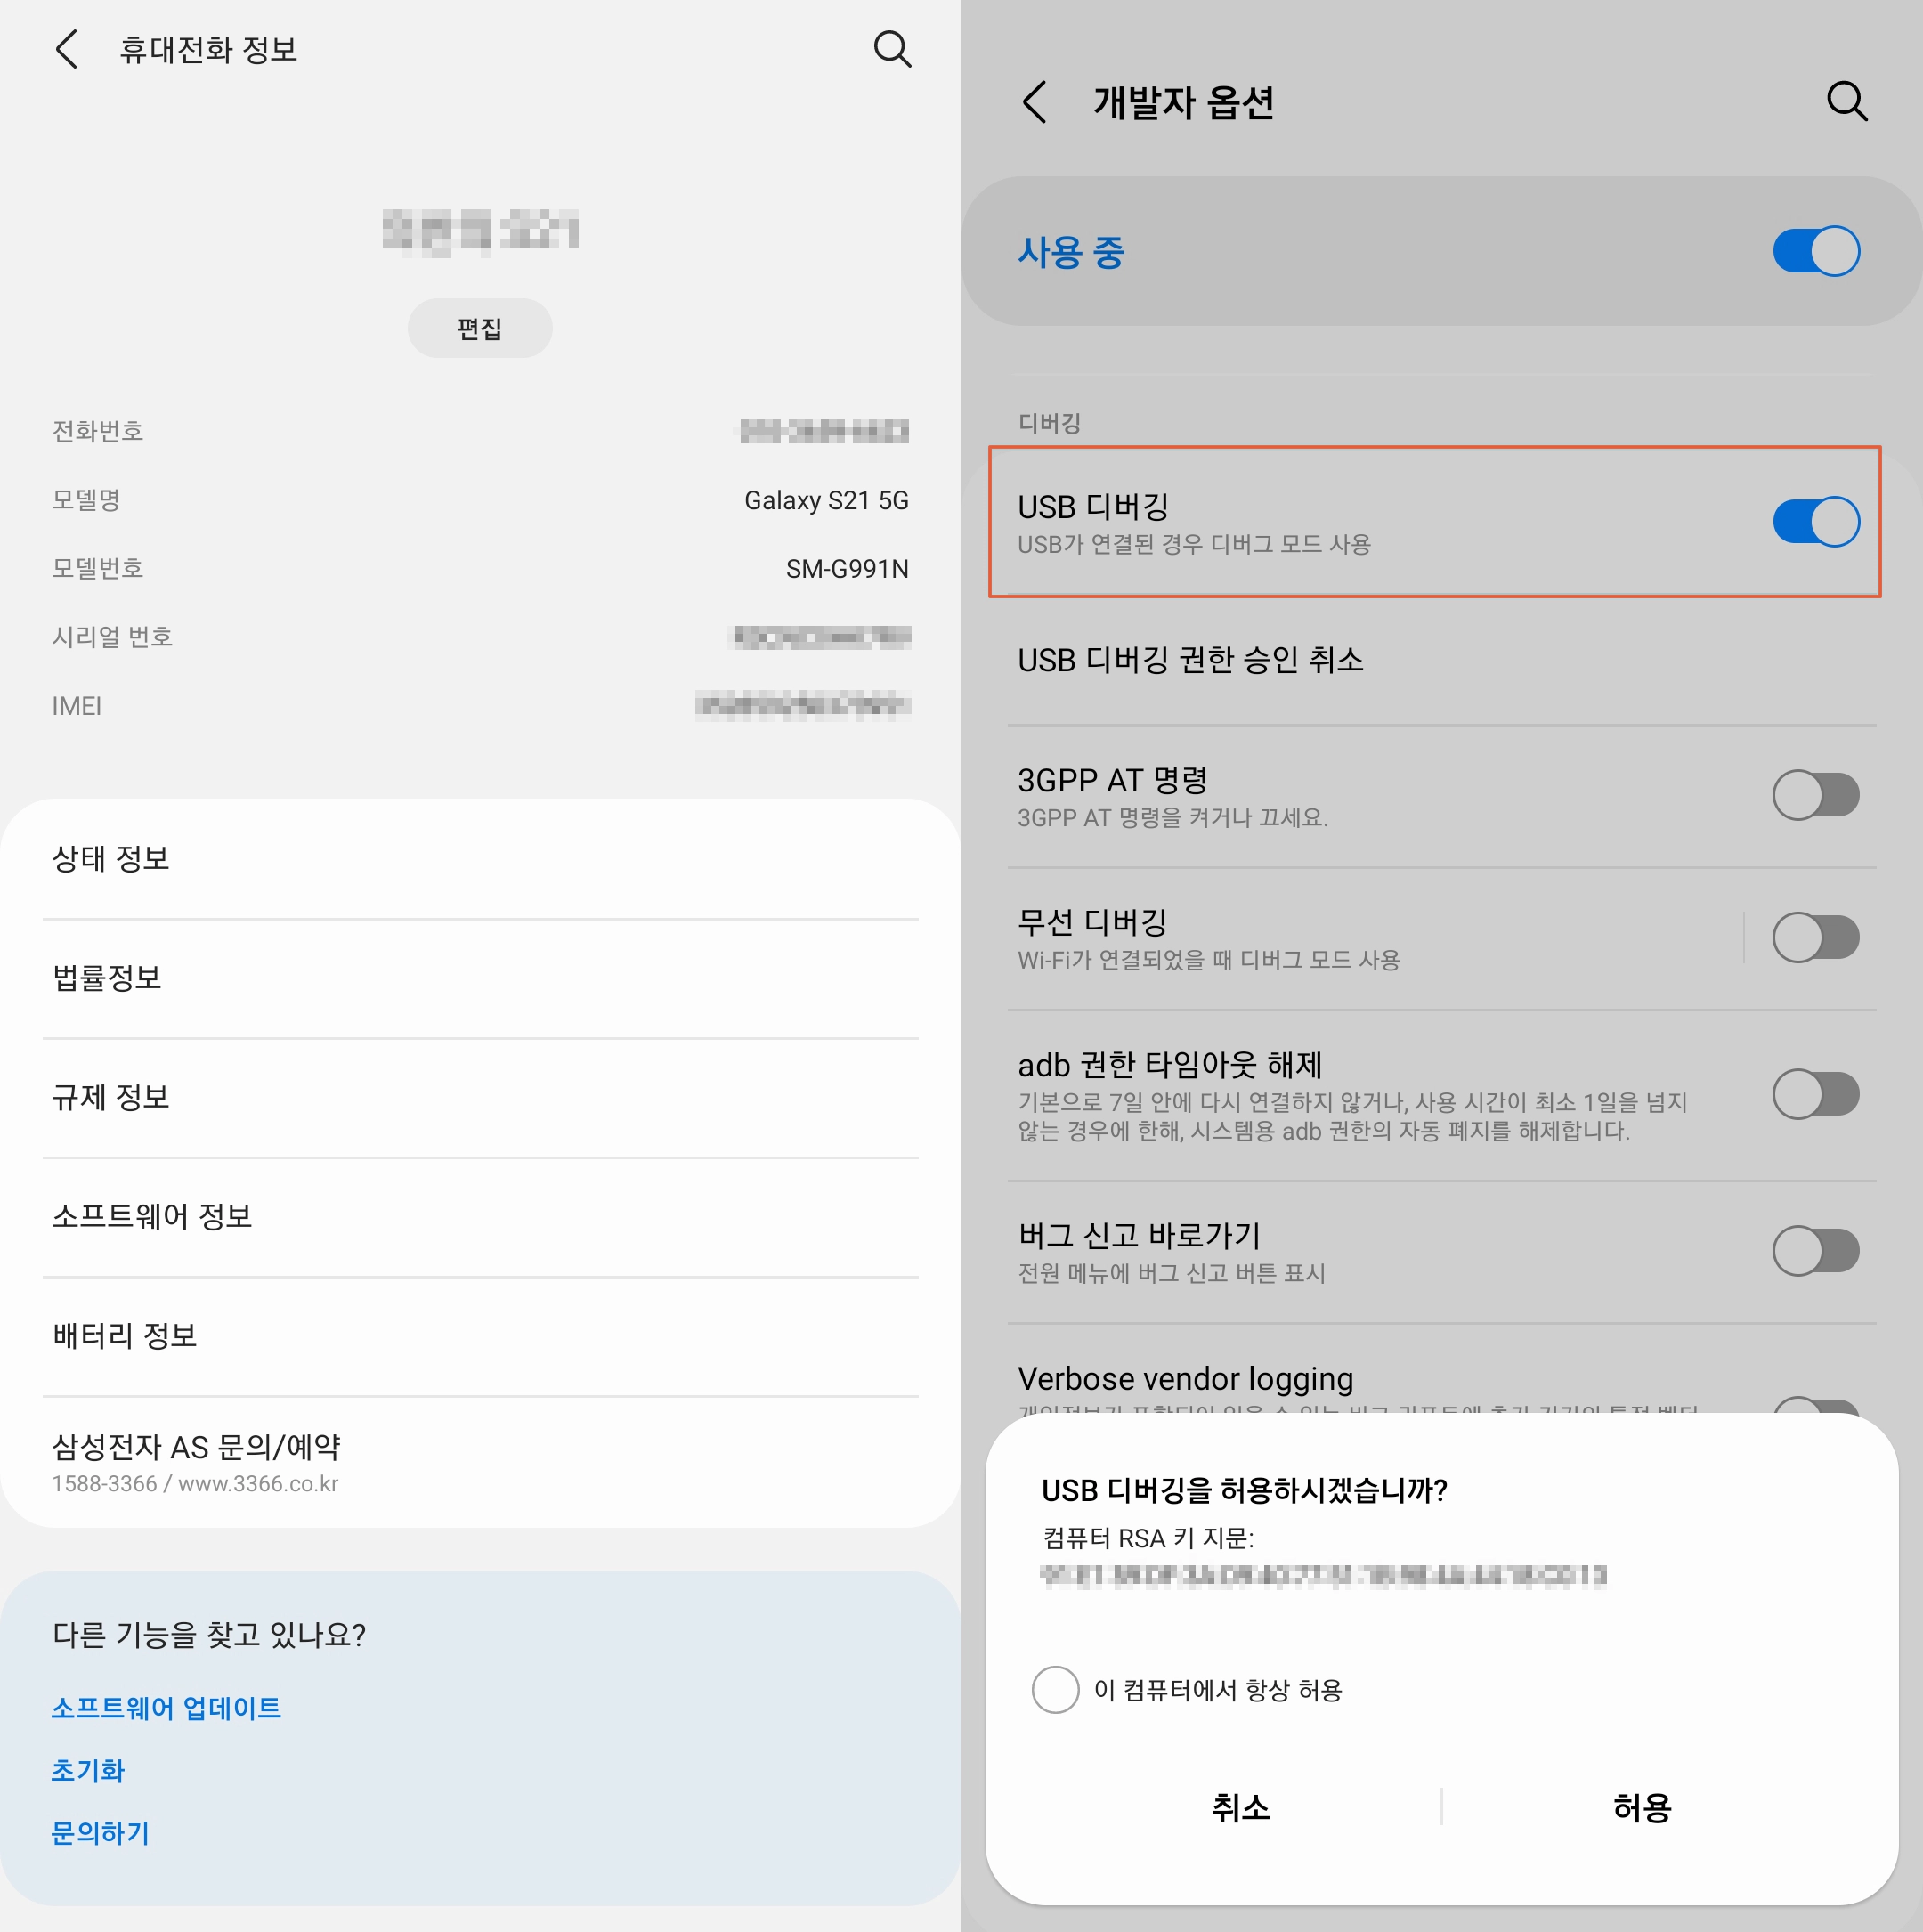 휴대전화 정보
편집
전화번호
모델명 Galaxy S21 5G
모델번호 SM-G991N
시리얼 번호
IMEI
상태 정보
법률정보
규제 정보
소프트웨어 정보
배터리 정보
삼성전자 AS 문의/예약
1588-3366 / www.3366.co.kr
다른 기능을 찾고 있나요?
소프트웨어 업데이트
초기화
문의하기
개발자 옵션
사용 중
디버깅
USB 디버깅
USB가 연결된 경우 디버그 모드 사용
USB 디버깅 권한 승인 취소
3GPP AT 명령
3GPP AT 명령을 켜거나 끄세요.
무선 디버깅
Wi-Fi가 연결되었을 때 디버그 모드 사용
adb 권한 타임아웃 해제
기본으로 7일 안에 다시 연결하지 않거나, 사용 시간이 최소 1일을 넘지
않는 경우에 한해, 시스템용 adb 권한의 자동 폐지를 해제합니다.
버그 신고 바로가기
전원 메뉴에 버그 신고 버튼 표시
Verbose vendor logging
USB 디버깅을 허용하시겠습니까?
컴퓨터 RSA 키 지문:
이 컴퓨터에서 항상 허용
취소 허용